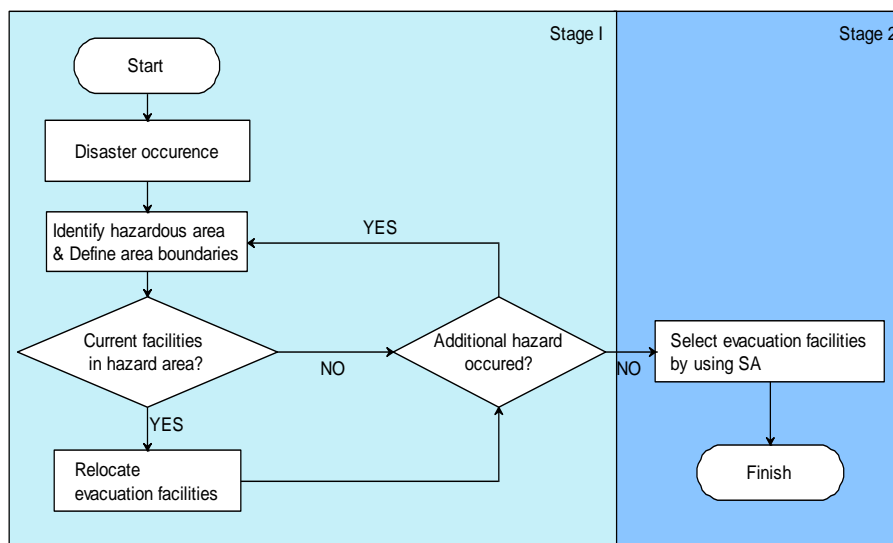 Stage I
Stage 2
Start
Disaster occurence
Identify hazardous area
& Define area boundaries
YES
Current facilities
in hazard area?
NO
Additional hazard
occured?
NO
Select evacuation facilities
by using SA
YES
Relocate
evacuation facilities
Finish